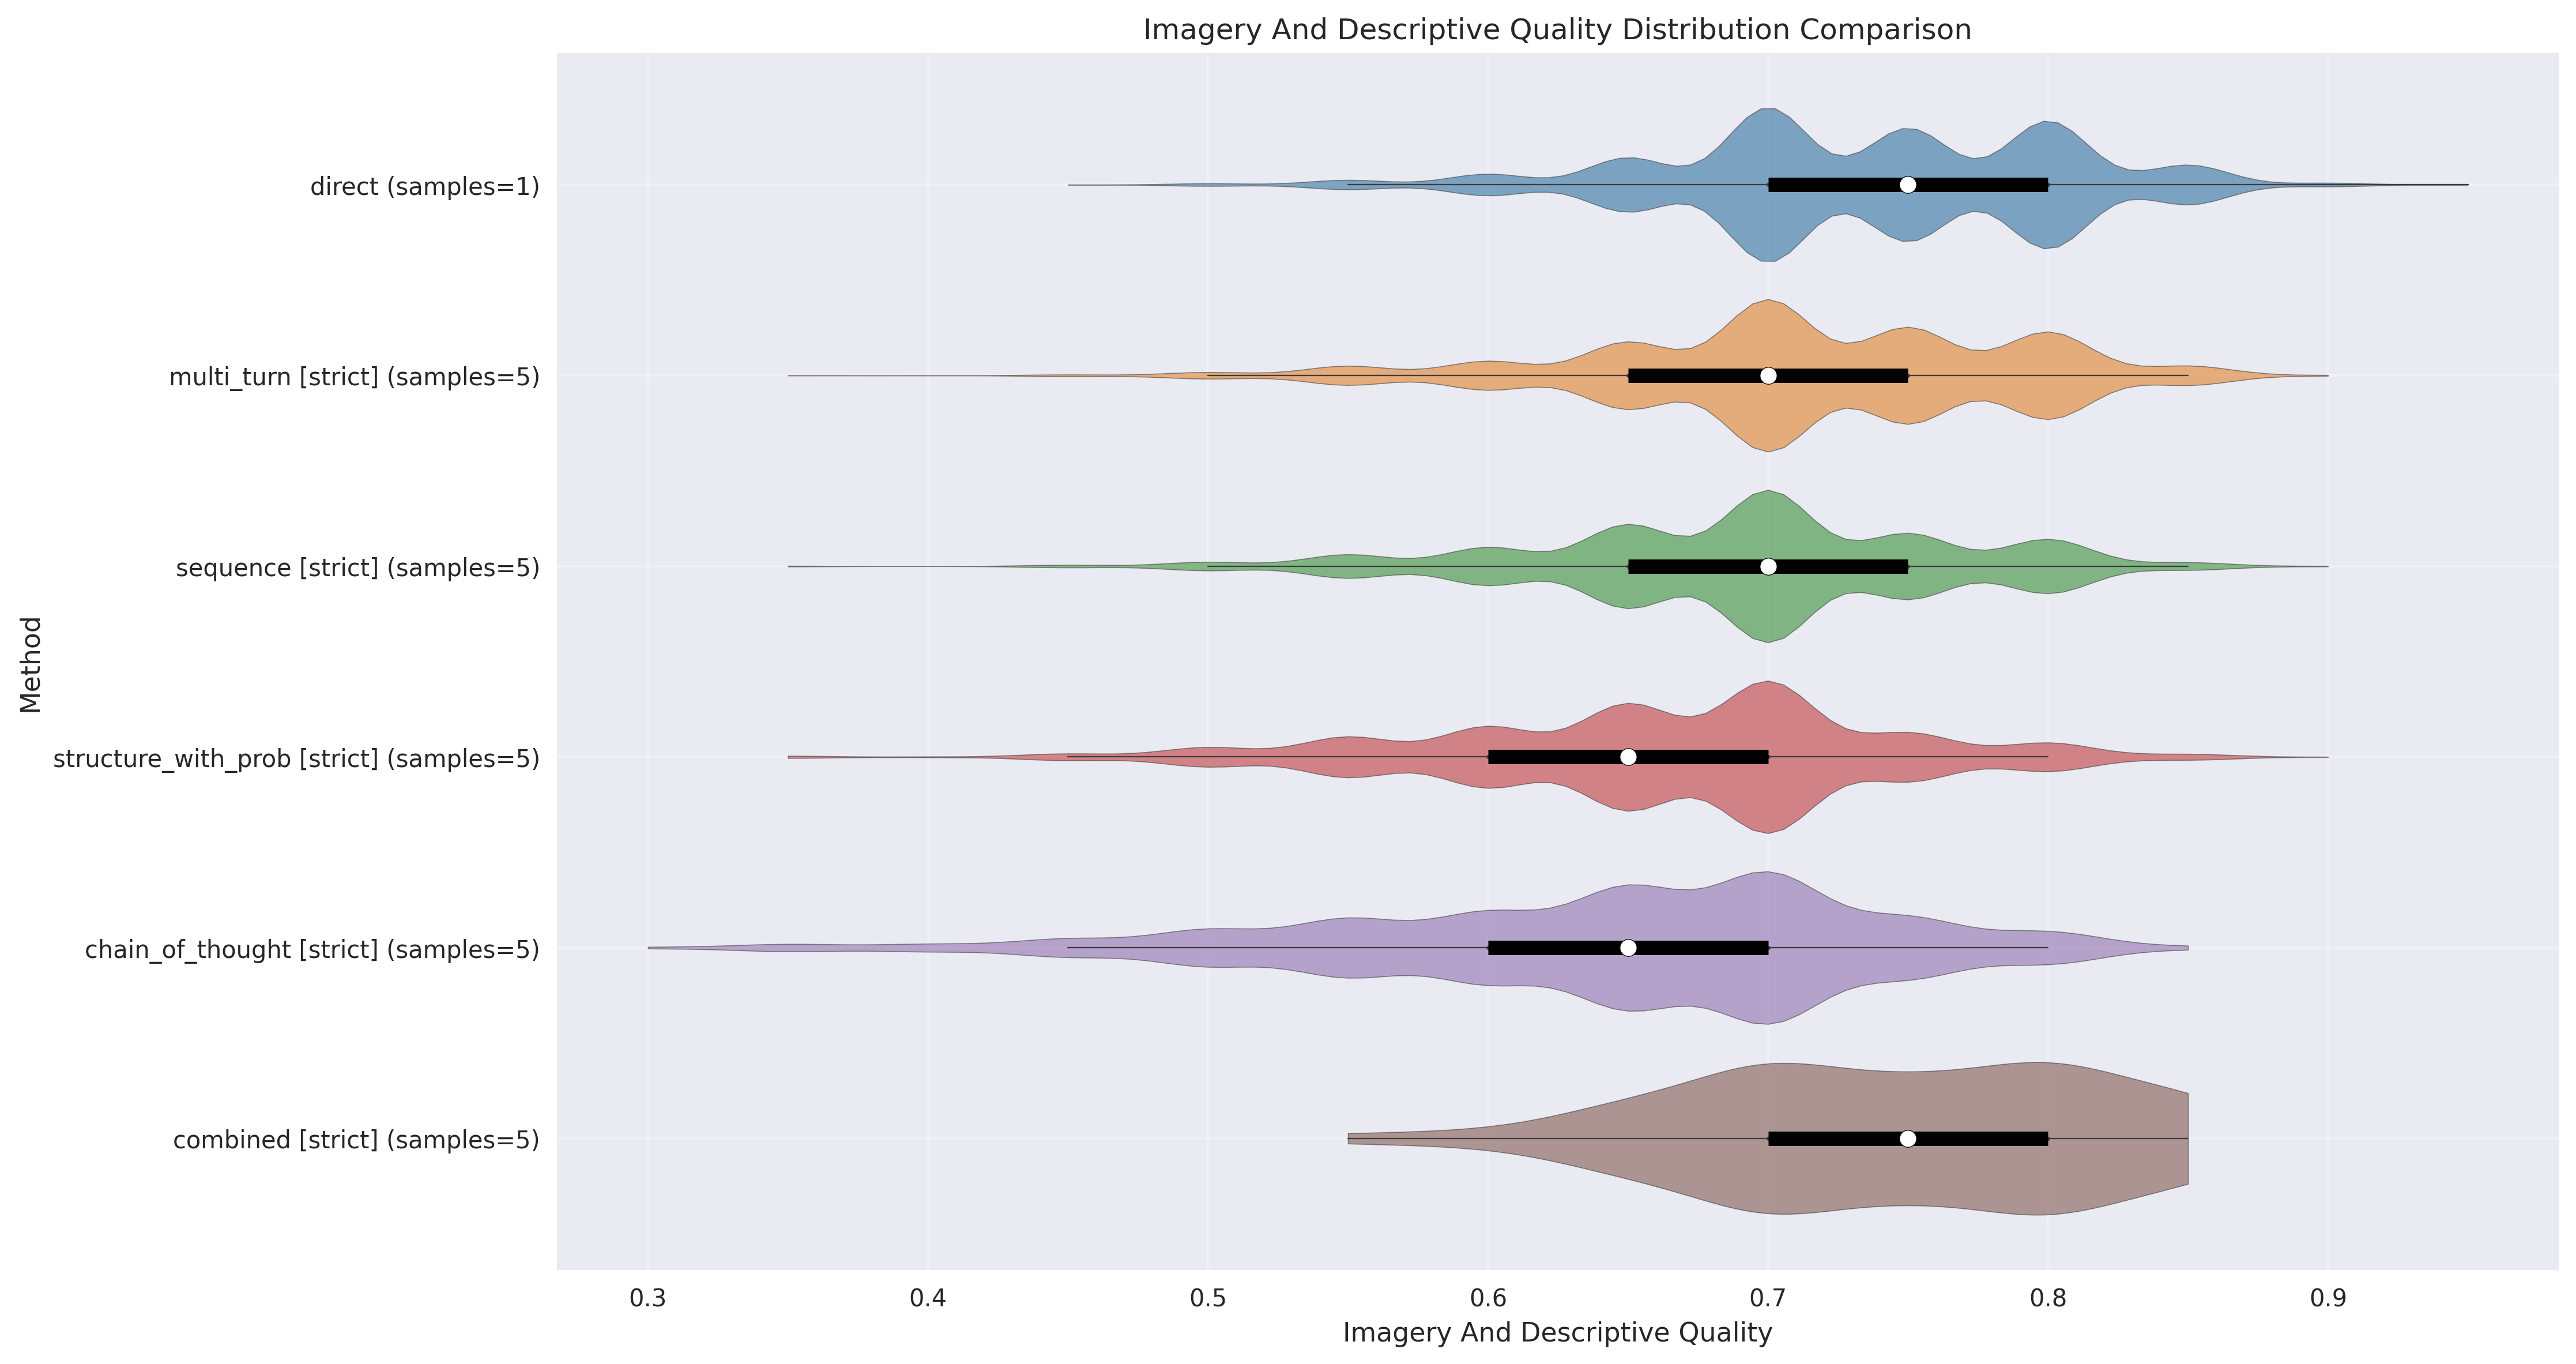 Imagery And Descriptive Quality Distribution Comparison
direct (samples=1)
multi_turn [strict] (samples=5)
sequence [strict] (samples=5)
structure_with_prob [strict] (samples=5)
chain_of_thought [strict] (samples=5)
combined [strict] (samples=5)
Method
0.3 0.4 0.5 0.6 0.7 0.8 0.9
Imagery And Descriptive Quality